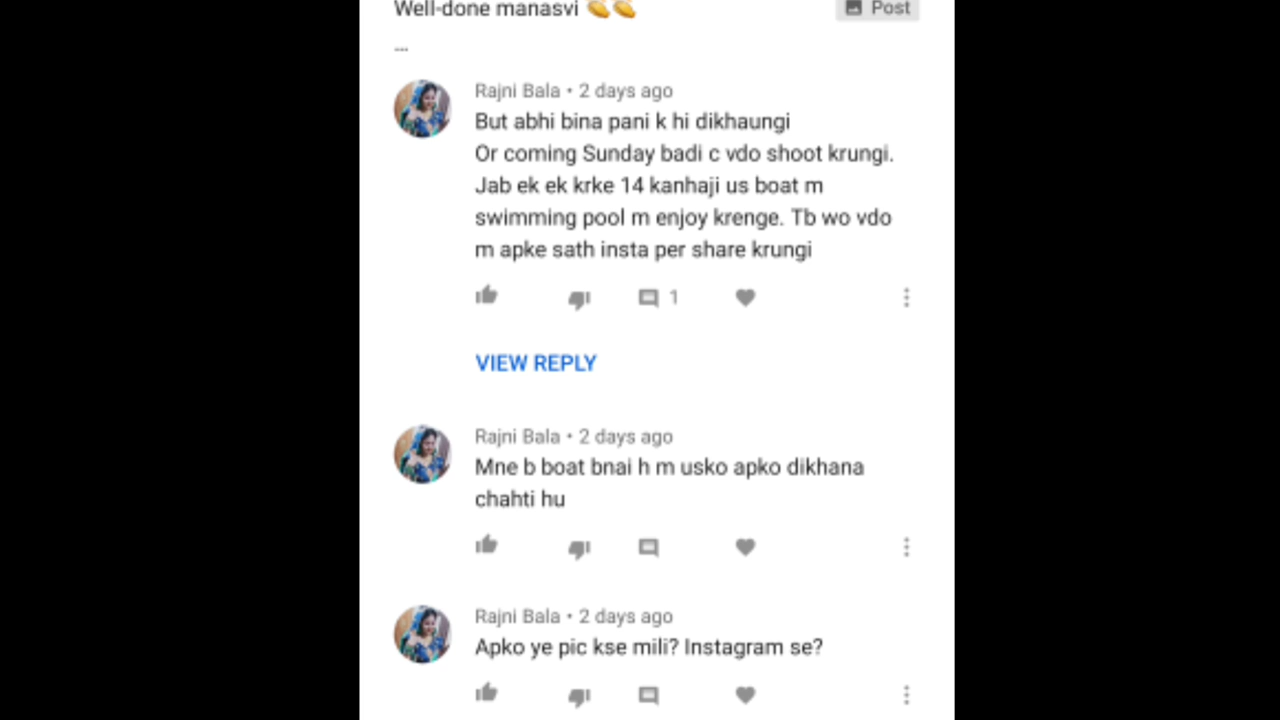 Well-done manasvi 👏👏
Post
...
Rajni Bala • 2 days ago
But abhi bina pani k hi dikhaungi
Or coming Sunday badi c vdo shoot krungi.
Jab ek ek krke 14 kanhaji us boat m
swimming pool m enjoy krenge. Tb wo vdo
m apke sath insta per share krungi
1
VIEW REPLY
Rajni Bala • 2 days ago
Mne b boat bnai h m usko apko dikhana
chahti hu
Rajni Bala • 2 days ago
Apko ye pic kse mili? Instagram se?